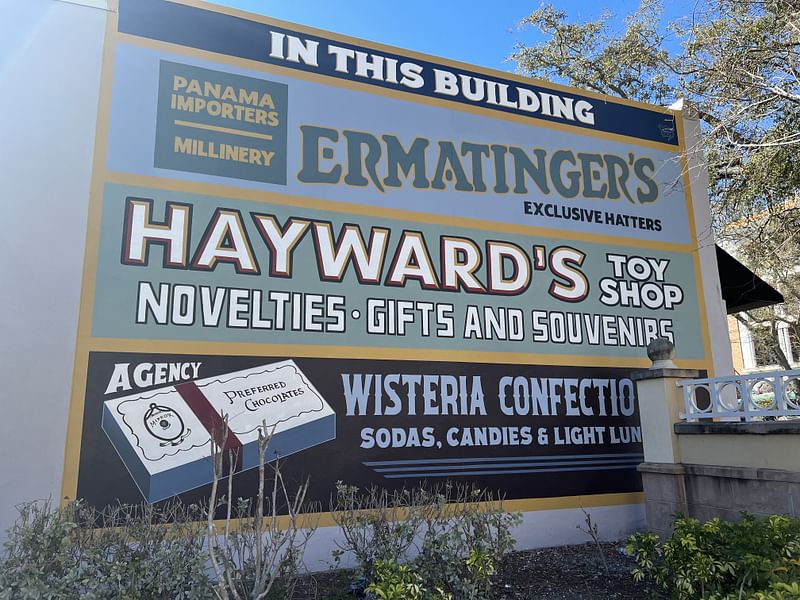 IN THIS BUILDING
PANAMA
IMPORTERS
MILLINERY
ERMATINGER'S
EXCLUSIVE HATTERS
HAYWARD'S
TOY
SHOP
NOVELTIES · GIFTS AND SOUVENIRS
AGENCY
MIRROR
PREFERRED
CHOCOLATES
WISTERIA CONFECTIO
SODAS, CANDIES & LIGHT LUN